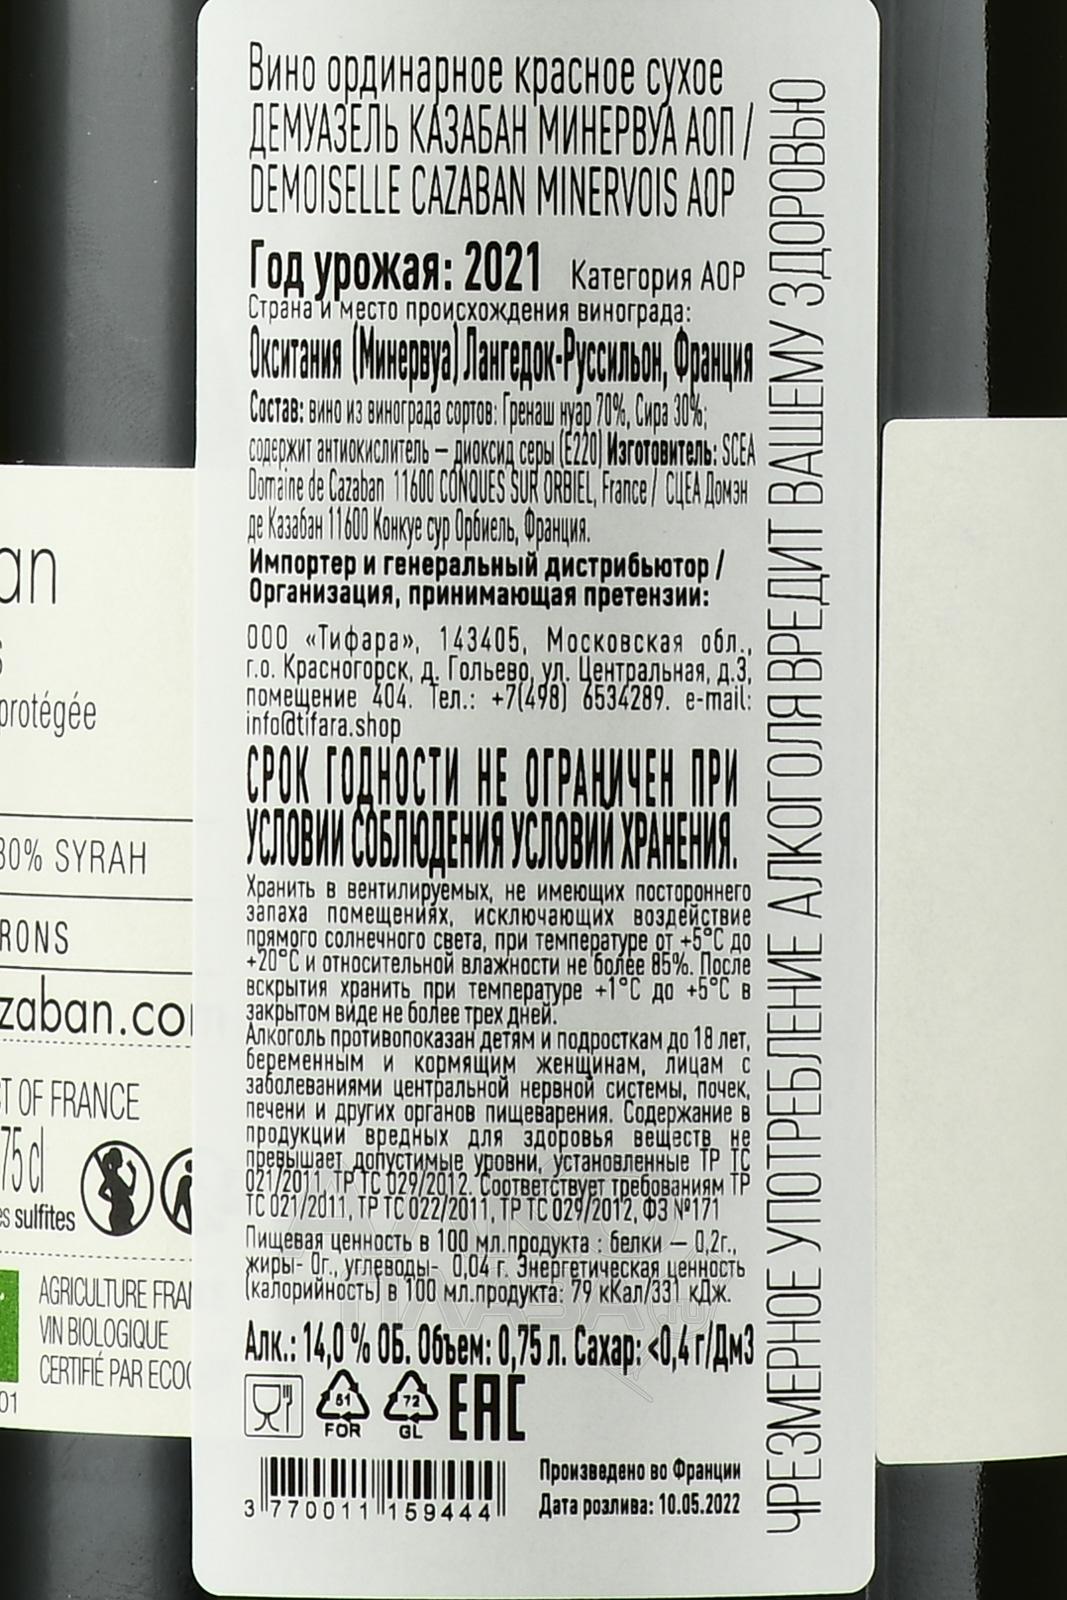 Вино ординарное красное сухое
ДЕМУАЗЕЛЬ КАЗАБАН МИНЕРВУА АОП /
DEMOISELLE CAZABAN MINERVOIS AOP
Год урожая: 2021 Категория AOP
Страна и место происхождения винограда:
Окситания (Минервуа) Лангедок-Руссильон, Франция
Состав: вино из винограда сортов: Гренаш нуар 70%, Сира 30%;
содержит антиокислитель – диоксид серы (Е220) Изготовитель: SCEA
Domaine de Cazaban 11600 CONQUES SUR ORBIEL, France / СЦЕА Домэн
де Казабан 11600 Конкуе сур Орбиель, Франция.
Импортер и генеральный дистрибьютор /
Организация, принимающая претензии:
ООО «Тифара», 143405, Московская обл.,
г.о. Красногорск, д. Гольево, ул. Центральная, д.3,
помещение 404. Тел.: +7(498) 6534289. e-mail:
info@tifara.shop
СРОК ГОДНОСТИ НЕ ОГРАНИЧЕН ПРИ
УСЛОВИИ СОБЛЮДЕНИЯ УСЛОВИЙ ХРАНЕНИЯ.
Хранить в вентилируемых, не имеющих постороннего
запаха помещениях, исключающих воздействие
прямого солнечного света, при температуре от +5°С до
+20°С и относительной влажности не более 85%. После
вскрытия хранить при температуре +1°С до +5°С в
закрытом виде не более трех дней.
Алкоголь противопоказан детям и подросткам до 18 лет,
беременным и кормящим женщинам, лицам с
заболеваниями центральной нервной системы, почек,
печени и других органов пищеварения. Содержание в
продукции вредных для здоровья веществ не
превышает допустимые уровни, установленные ТР ТС
021/2011, ТР ТС 029/2012. Соответствует требованиям ТР
ТС 021/2011, ТР ТС 022/2011, ТР ТС 029/2012, ФЗ №171
Пищевая ценность в 100 мл.продукта : белки – 0,2г.,
жиры- 0г., углеводы- 0,04 г. Энергетическая ценность
(калорийность) в 100 мл.продукта: 79 кКал/331 кДж.
Алк.: 14,0 % ОБ. Объем: 0,75 л. Сахар: <0,4 г/Дм3
51
FOR
72
GL
EAC
3 770011 159444
Произведено во Франции
Дата розлива: 10.05.2022
ЧРЕЗМЕРНОЕ УПОТРЕБЛЕНИЕ АЛКОГОЛЯ ВРЕДИТ ВАШЕМУ ЗДОРОВЬЮ
an
s
protégée
30% SYRAH
RONS
zaban.co
T OF FRANCE
75 cl
es sulfites
AGRICULTURE FRA
VIN BIOLOGIQUE
CERTIFIÉ PAR ECOC
01